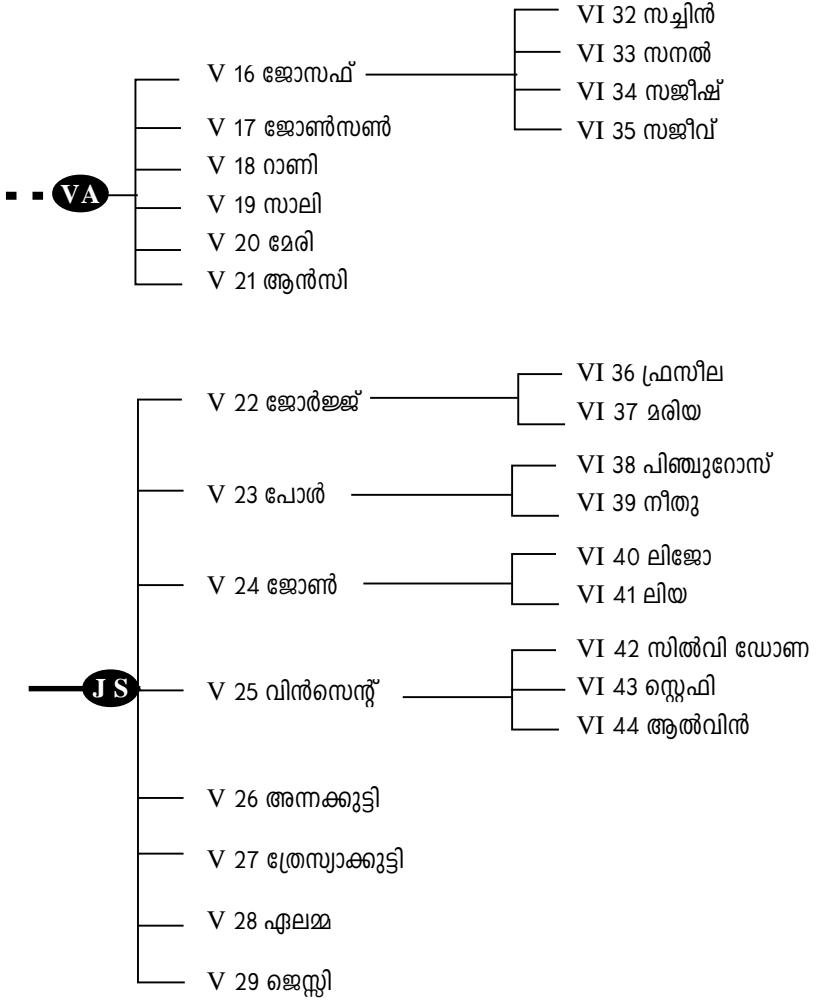 VI 32 സച്ചിൻ
VI 33 സനൽ
V 16 ജോസഫ്
VI 34 സജീഷ്
VI 35 സജീവ്
V 17 ജോൺസൺ
V 18 റാണി
VA
V 19 സാലി
V 20 മേരി
V 21 ആൻസി
VI 36 ഫ്രസീല
V 22 ജോർജ്ജ്
VI 37 മരിയ
VI 38 പിഞ്ചുറോസ്
V 23 പോൾ
VI 39 നീതു
VI 40 ലിജോ
V 24 ജോൺ
VI 41 ലിയ
VI 42 സിൽവി ഡോണ
J S
V 25 വിൻസെന്റ്
VI 43 സ്റ്റെഫി
VI 44 ആൽവിൻ
V 26 അന്നക്കുട്ടി
V 27 ത്രേസ്യാക്കുട്ടി
V 28 ഏലമ്മ
V 29 ജെസ്സി